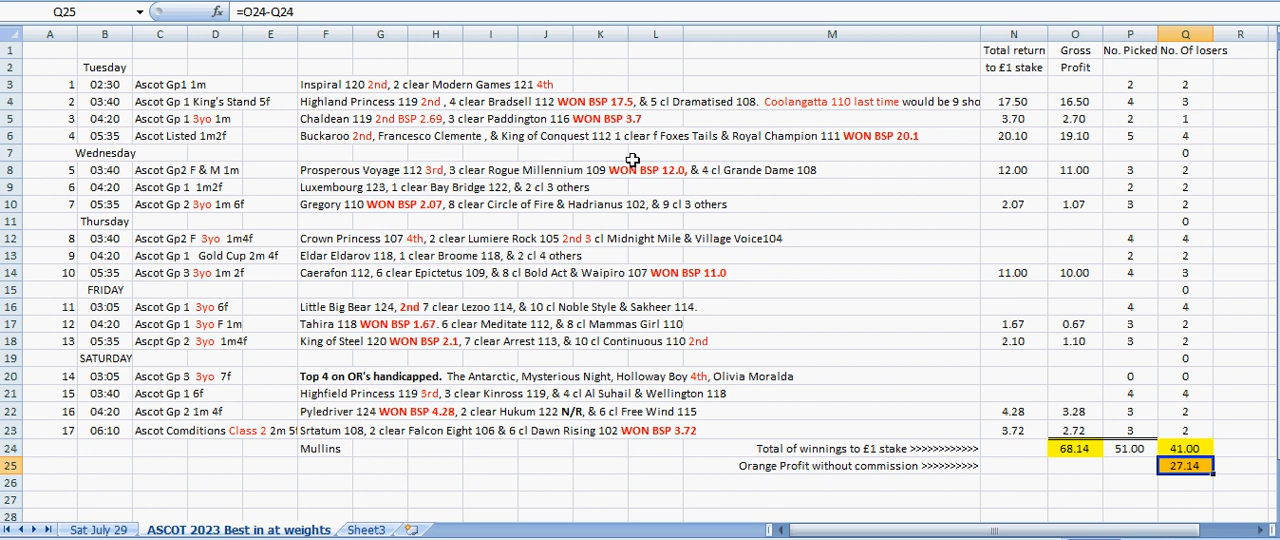 Q25 fx =O24-Q24
A B C D E F G H I J K L M N O P Q R
1 Total return Gross No. Picked No. Of losers
2 Tuesday to £1 stake Profit
3 1 02:30 Ascot Gp1 1m Inspiral 120 2nd, 2 clear Modern Games 121 4th 2 2
4 2 03:40 Ascot Gp 1 King's Stand 5f Highland Princess 119 2nd , 4 clear Bradsell 112 WON BSP 17.5, & 5 cl Dramatised 108. Coolangatta 110 last time would be 9 sho 17.50 16.50 4 3
5 3 04:20 Ascot Gp 1 3yo 1m Chaldean 119 2nd BSP 2.69, 3 clear Paddington 116 WON BSP 3.7 3.70 2.70 2 1
6 4 05:35 Ascot Listed 1m2f Buckaroo 2nd, Francesco Clemente , & King of Conquest 112 1 clear f Foxes Tails & Royal Champion 111 WON BSP 20.1 20.10 19.10 5 4
7 Wednesday 0
8 5 03:40 Ascot Gp2 F & M 1m Prosperous Voyage 112 3rd, 3 clear Rogue Millennium 109 WON BSP 12.0, & 4 cl Grande Dame 108 12.00 11.00 3 2
9 6 04:20 Ascot Gp 1 1m2f Luxembourg 123, 1 clear Bay Bridge 122, & 2 cl 3 others 2 2
10 7 05:35 Ascot Gp 2 3yo 1m 6f Gregory 110 WON BSP 2.07, 8 clear Circle of Fire & Hadrianus 102, & 9 cl 3 others 2.07 1.07 3 2
11 Thursday 0
12 8 03:40 Ascot Gp2 F 3yo 1m4f Crown Princess 107 4th, 2 clear Lumiere Rock 105 2nd 3 cl Midnight Mile & Village Voice104 4 4
13 9 04:20 Ascot Gp 1 Gold Cup 2m 4f Eldar Eldarov 118, 1 clear Broome 118, & 2 cl 4 others 2 2
14 10 05:35 Ascot Gp 3 3yo 1m 2f Caerafon 112, 6 clear Epictetus 109, & 8 cl Bold Act & Waipiro 107 WON BSP 11.0 11.00 10.00 4 3
15 FRIDAY 0
16 11 03:05 Ascot Gp 1 3yo 6f Little Big Bear 124, 2nd 7 clear Lezoo 114, & 10 cl Noble Style & Sakheer 114. 4 4
17 12 04:20 Ascot Gp 1 3yo F 1m Tahira 118 WON BSP 1.67. 6 clear Meditate 112, & 8 cl Mammas Girl 110 1.67 0.67 3 2
18 13 05:35 Ascot Gp 2 3yo 1m4f King of Steel 120 WON BSP 2.1, 7 clear Arrest 113, & 10 cl Continuous 110 2nd 2.10 1.10 3 2
19 SATURDAY 0
20 14 03:05 Ascot Gp 3 3yo 7f Top 4 on OR's handicapped. The Antarctic, Mysterious Night, Holloway Boy 4th, Olivia Moralda 0 0
21 15 03:40 Ascot Gp 1 6f Highfield Princess 119 3rd, 3 clear Kinross 119, & 4 cl Al Suhail & Wellington 118 4 4
22 16 04:20 Ascot Gp 2 1m 4f Pyledriver 124 WON BSP 4.28, 2 clear Hukum 122 N/R, & 6 cl Free Wind 115 4.28 3.28 3 2
23 17 06:10 Ascot Comditions Class 2 2m 5f Srtatum 108, 2 clear Falcon Eight 106 & 6 cl Dawn Rising 102 WON BSP 3.72 3.72 2.72 3 2
24 Mullins Total of winnings to £1 stake >>>>>>>>>>>> 68.14 51.00 41.00
25 Orange Profit without commission >>>>>>>>>>> 27.14
26
27
28
Sat July 29 ASCOT 2023 Best in at weights Sheet3